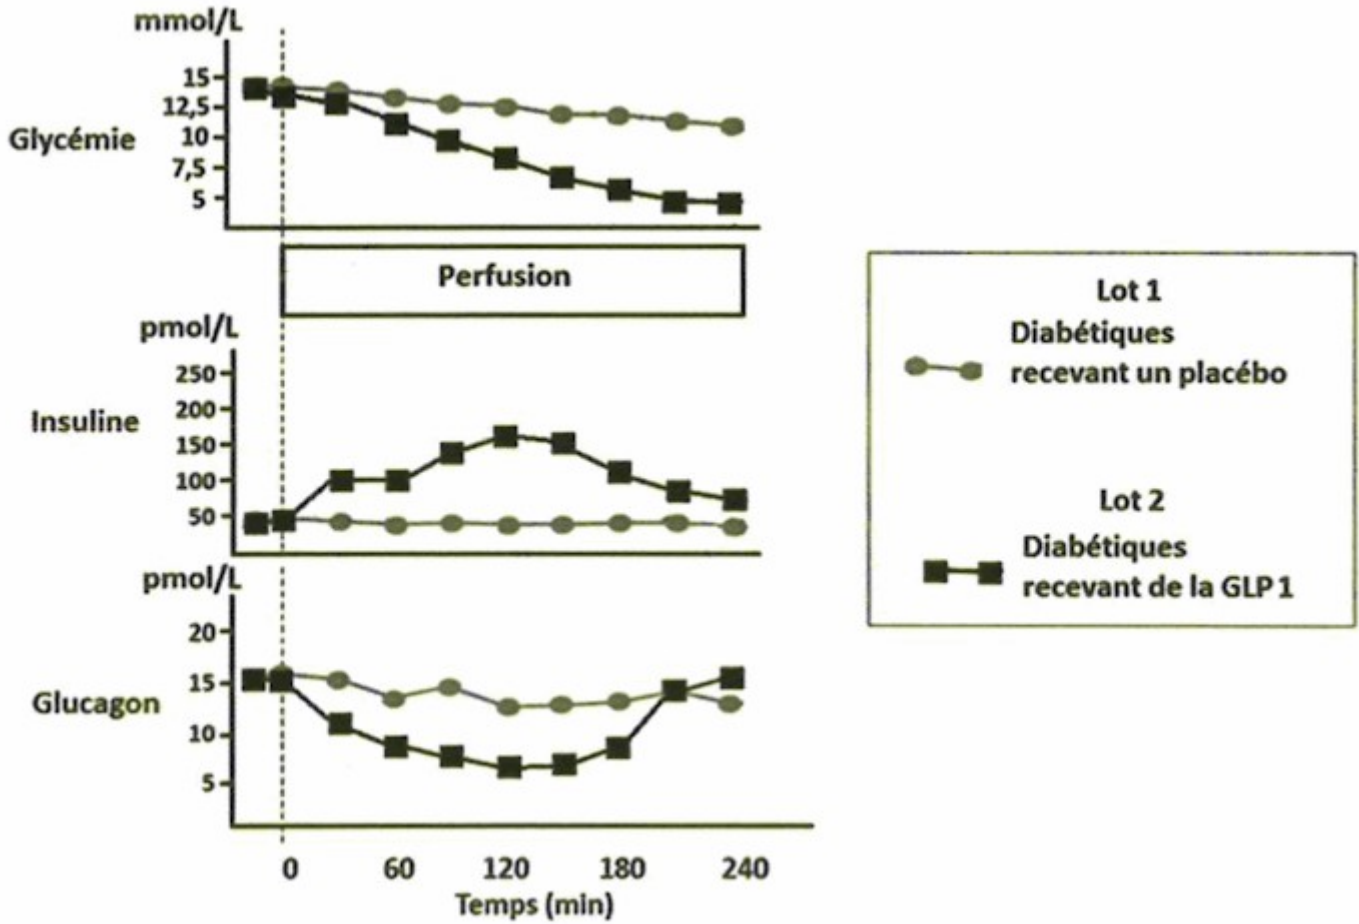 mmol/L
15
12,5
Glycémie
10
7,5
5
Perfusion
pmol/L
250
200
Insuline
150
100
50
pmol/L
20
15
Glucagon
10
5
0 60 120 180 240
Temps (min)
Lot 1
Diabétiques
recevant un placébo
Lot 2
Diabétiques
recevant de la GLP 1